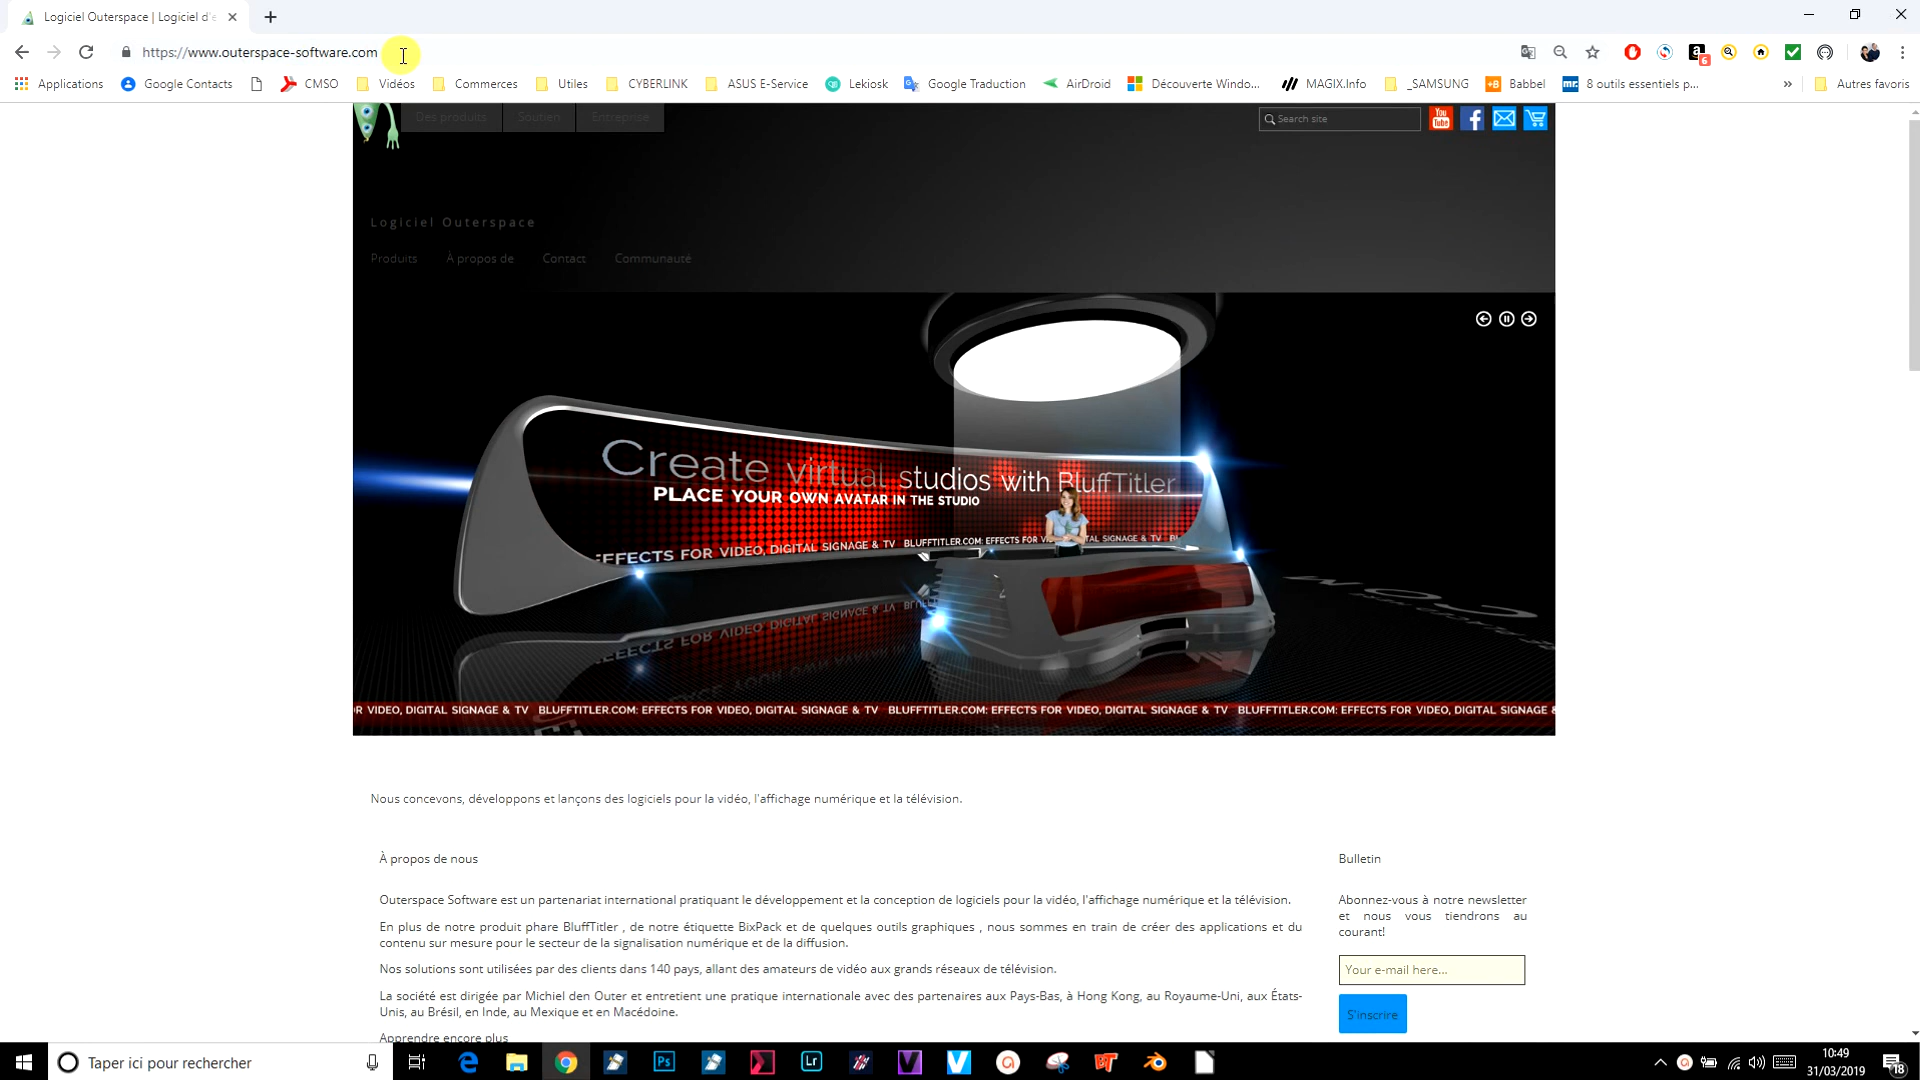 Logiciel Outerspace | Logiciel d'e
https://www.outerspace-software.com
6
Applications
Google Contacts
CMSO
Vidéos
Commerces
Utiles
CYBERLINK
ASUS E-Service
Lekiosk
Google Traduction
AirDroid
Découverte Windo...
MAGIX.Info
_SAMSUNG
+B Babbel
mr. 8 outils essentiels p...
»
Autres favoris
Des produits
Soutien
Entreprise
Search site
You Tube
f
Logiciel Outerspace
Produits
À propos de
Contact
Communauté
Create virtual studios with BluffTitler
PLACE YOUR OWN AVATAR IN THE STUDIO
EFFECTS FOR VIDEO, DIGITAL SIGNAGE & TV BLUFFTITLER.COM: EFFECTS FOR
R VIDEO, DIGITAL SIGNAGE & TV BLUFFTITLER.COM: EFFECTS FOR VIDEO, DIGITAL SIGNAGE & TV BLUFFTITLER.COM: EFFECTS FOR VIDEO, DIGITAL SIGNAGE & TV BLUFFTITLER.COM: EFFECTS FOR VIDEO, DIGITAL SIGNAGE &
Nous concevons, développons et lançons des logiciels pour la vidéo, l'affichage numérique et la télévision.
À propos de nous
Outerspace Software est un partenariat international pratiquant le développement et la conception de logiciels pour la vidéo, l'affichage numérique et la télévision.
En plus de notre produit phare BluffTitler , de notre étiquette BixPack et de quelques outils graphiques , nous sommes en train de créer des applications et du
contenu sur mesure pour le secteur de la signalisation numérique et de la diffusion.
Nos solutions sont utilisées par des clients dans 140 pays, allant des amateurs de vidéo aux grands réseaux de télévision.
La société est dirigée par Michiel den Outer et entretient une pratique internationale avec des partenaires aux Pays-Bas, à Hong Kong, au Royaume-Uni, aux États-
Unis, au Brésil, en Inde, au Mexique et en Macédoine.
Apprendre encore plus
Bulletin
Abonnez-vous à notre newsletter
et nous vous tiendrons au
courant!
Your e-mail here...
S'inscrire
Taper ici pour rechercher
Ps
Lr
10:49
31/03/2019
18